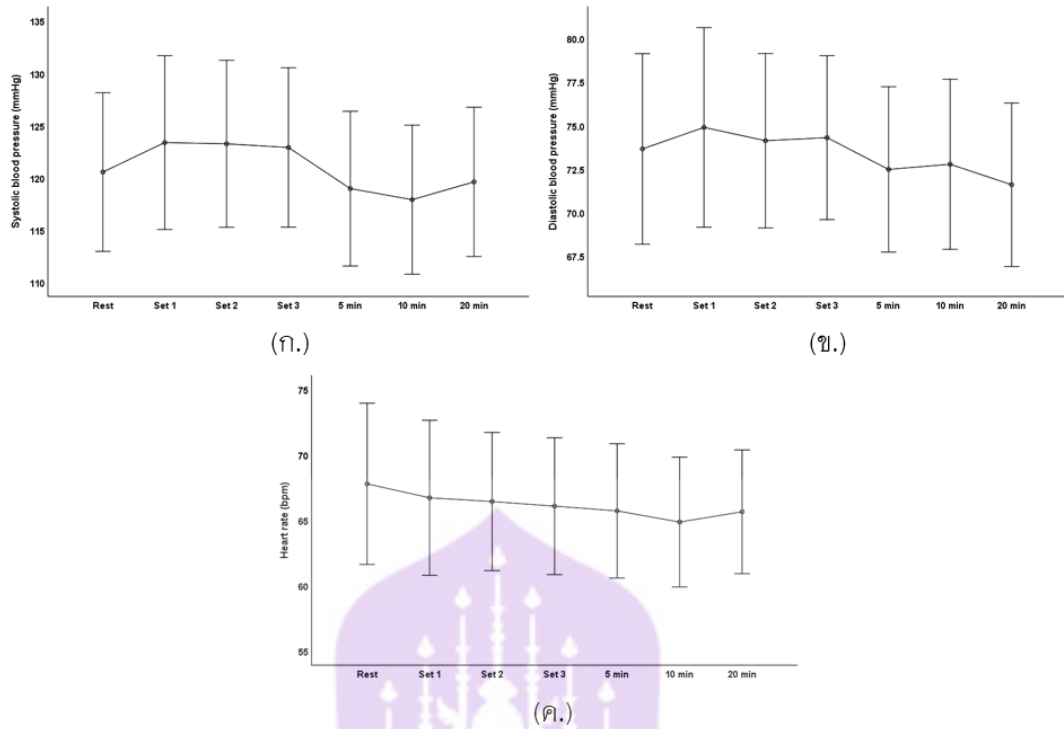 Systolic blood pressure (mmHg)
135
130
125
120
115
110
Rest Set 1 Set 2 Set 3 5 min 10 min 20 min
(ก.)
Diastolic blood pressure (mmHg)
80.0
77.5
75.0
72.5
70.0
67.5
Rest Set 1 Set 2 Set 3 5 min 10 min 20 min
(ข.)
Heart rate (bpm)
75
70
65
60
55
Rest Set 1 Set 2 Set 3 5 min 10 min 20 min
(ค.)